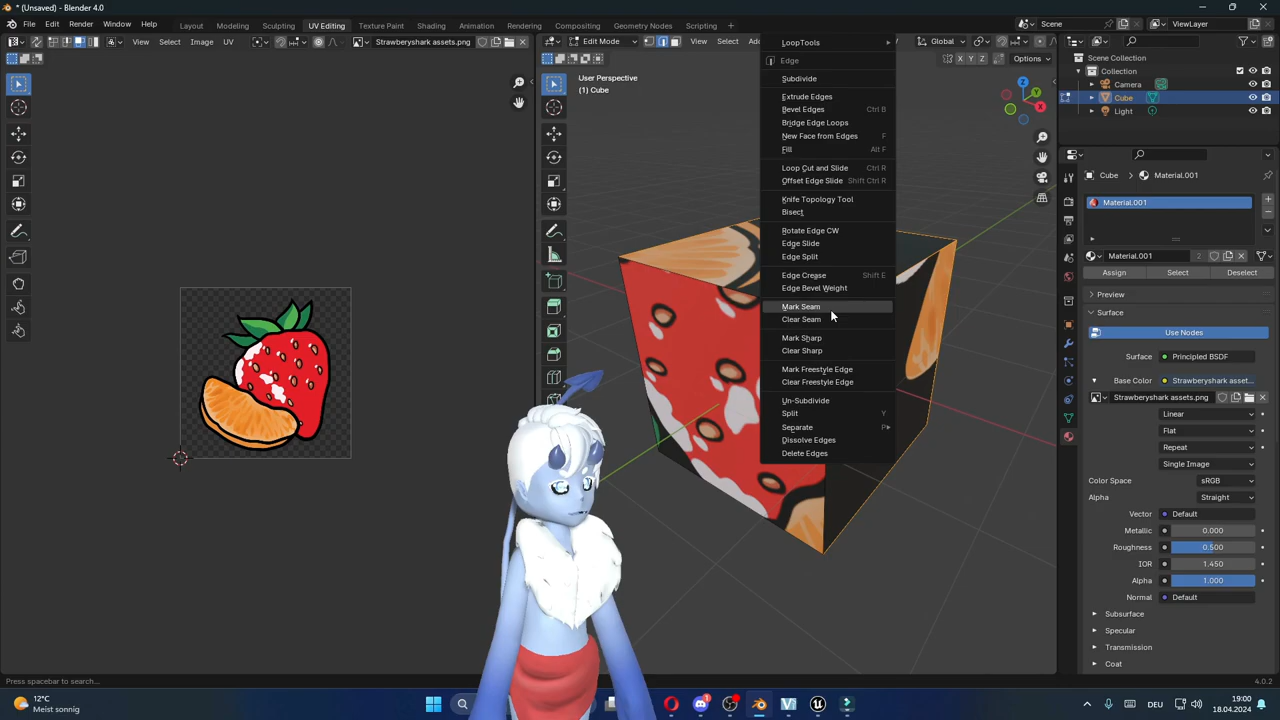 * (Unsaved) - Blender 4.0
File Edit Render Window Help
Layout Modeling Sculpting UV Editing Texture Paint Shading Animation Rendering Compositing Geometry Nodes Scripting +
Scene
ViewLayer
View Select Image UV
Strawberyshark assets.png
Edit Mode
View Select
Global
X Y Z
Options
User Perspective
(1) Cube
LoopTools
Edge
Subdivide
Extrude Edges
Bevel Edges Ctrl B
Bridge Edge Loops
New Face from Edges F
Fill Alt F
Loop Cut and Slide Ctrl R
Offset Edge Slide Shift Ctrl R
Knife Topology Tool
Bisect
Rotate Edge CW
Edge Slide
Edge Split
Edge Crease Shift E
Edge Bevel Weight
Mark Seam
Clear Seam
Mark Sharp
Clear Sharp
Mark Freestyle Edge
Clear Freestyle Edge
Un-Subdivide
Split Y
Separate P
Dissolve Edges
Delete Edges
Z
Y
X
Scene Collection
Collection
Camera
Cube
Light
Cube
Material.001
Material.001
Material.001 2
Assign Select Deselect
Preview
Surface
Use Nodes
Surface Principled BSDF
Base Color Strawberyshark asset...
Strawberyshark assets.png
Linear
Flat
Repeat
Single Image
Color Space sRGB
Alpha Straight
Vector Default
Metallic 0.000
Roughness 0.500
IOR 1.450
Alpha 1.000
Normal Default
Subsurface
Specular
Transmission
Coat
Press spacebar to search...
4.0.2
12°C
Meist sonnig
1
DEU
19:00
18.04.2024